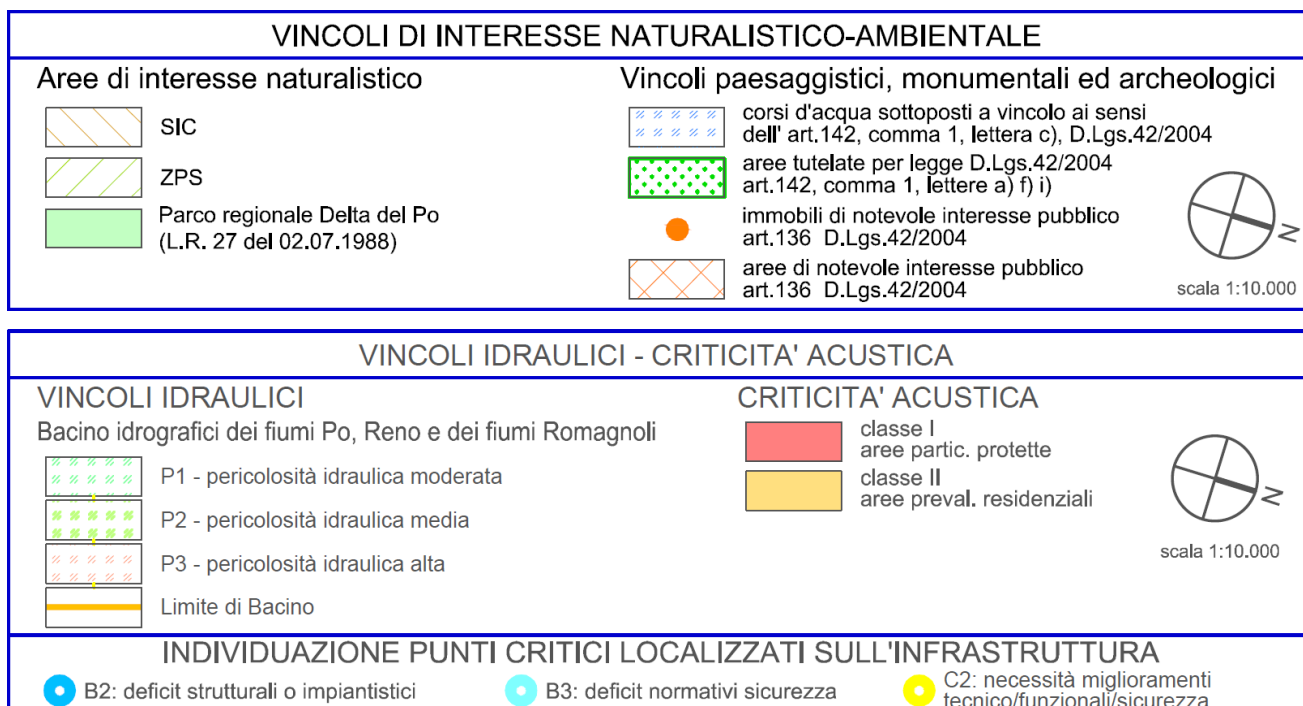 VINCOLI DI INTERESSE NATURALISTICO-AMBIENTALE
Aree di interesse naturalistico
SIC
ZPS
Parco regionale Delta del Po
(L.R. 27 del 02.07.1988)
Vincoli paesaggistici, monumentali ed archeologici
corsi d'acqua sottoposti a vincolo ai sensi
dell' art.142, comma 1, lettera c), D.Lgs.42/2004
aree tutelate per legge D.Lgs.42/2004
art.142, comma 1, lettere a) f) i)
immobili di notevole interesse pubblico
art.136 D.Lgs.42/2004
aree di notevole interesse pubblico
art.136 D.Lgs.42/2004
N
scala 1:10.000
VINCOLI IDRAULICI - CRITICITA' ACUSTICA
VINCOLI IDRAULICI
Bacino idrografici dei fiumi Po, Reno e dei fiumi Romagnoli
P1 - pericolosità idraulica moderata
P2 - pericolosità idraulica media
P3 - pericolosità idraulica alta
Limite di Bacino
CRITICITA' ACUSTICA
classe I
aree partic. protette
classe II
aree preval. residenziali
N
scala 1:10.000
INDIVIDUAZIONE PUNTI CRITICI LOCALIZZATI SULL'INFRASTRUTTURA
B2: deficit strutturali o impiantistici
B3: deficit normativi sicurezza
C2: necessità miglioramenti
tecnico/funzionali/sicurezza